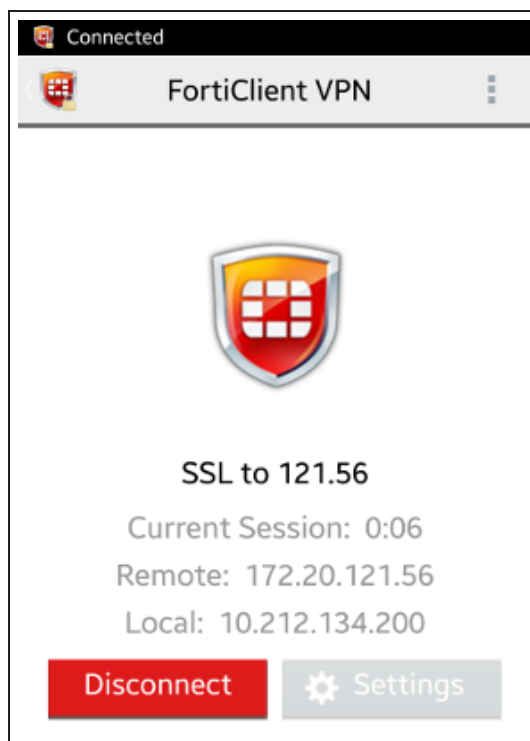 Connected
FortiClient VPN
SSL to 121.56
Current Session: 0:06
Remote: 172.20.121.56
Local: 10.212.134.200
Disconnect Settings